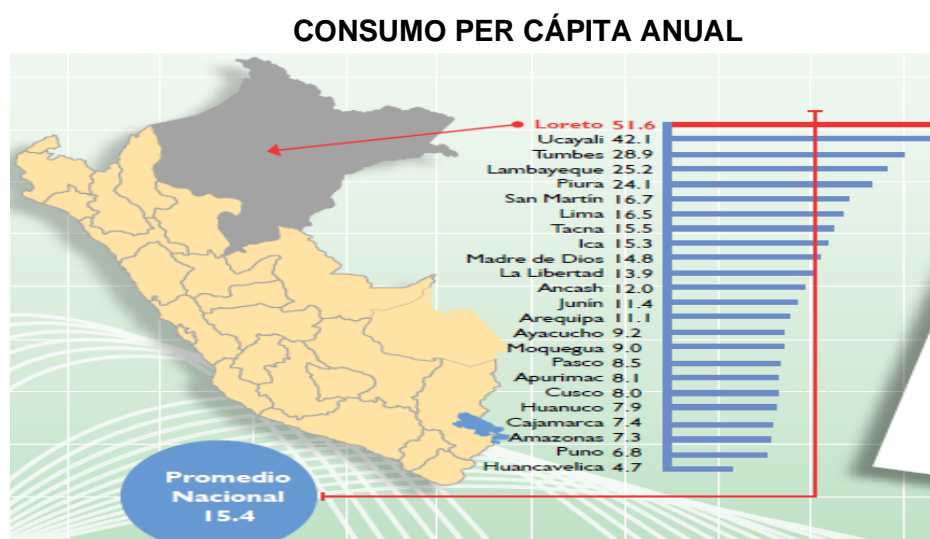 CONSUMO PER CÁPITA ANUAL
Loreto 51.6
Ucayali 42.1
Tumbes 28.9
Lambayeque 25.2
Piura 24.1
San Martín 16.7
Lima 16.5
Tacna 15.5
Ica 15.3
Madre de Dios 14.8
La Libertad 13.9
Ancash 12.0
Junín 11.4
Arequipa 11.1
Ayacucho 9.2
Moquegua 9.0
Pasco 8.5
Apurimac 8.1
Cusco 8.0
Huanuco 7.9
Cajamarca 7.4
Amazonas 7.3
Puno 6.8
Huancavelica 4.7
Promedio
Nacional
15.4